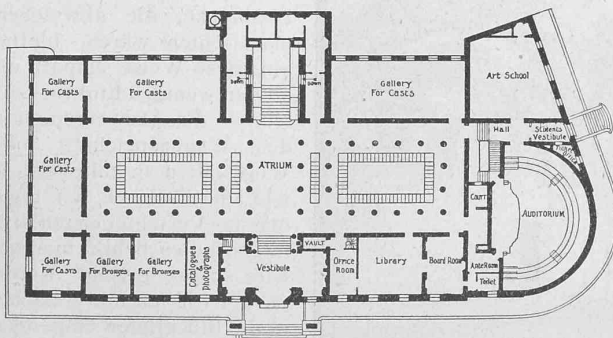 Gallery
For Casts
Gallery
For Casts
Down
Down
Gallery
For Casts
Art School
Gallery
For Casts
ATRIUM
Hall
Students
Vestibule
Court
AUDITORIUM
Gallery
For Casts
Gallery
For Bronzes
Gallery
For Bronzes
Catalogues
&
Photographs
Vestibule
VAULT
Office
Room
Library
Board Room
Ante Room
Toilet